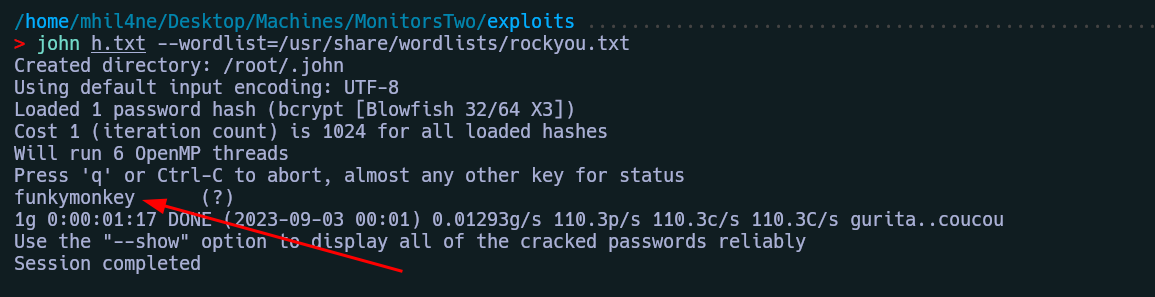 /home/mhil4ne/Desktop/Machines/MonitorsTwo/exploits
> john h.txt --wordlist=/usr/share/wordlists/rockyou.txt
Created directory: /root/.john
Using default input encoding: UTF-8
Loaded 1 password hash (bcrypt [Blowfish 32/64 X3])
Cost 1 (iteration count) is 1024 for all loaded hashes
Will run 6 OpenMP threads
Press 'q' or Ctrl-C to abort, almost any other key for status
funkymonkey      (?)
1g 0:00:01:17 DONE (2023-09-03 00:01) 0.01293g/s 110.3p/s 110.3c/s 110.3C/s gurita..coucou
Use the "--show" option to display all of the cracked passwords reliably
Session completed